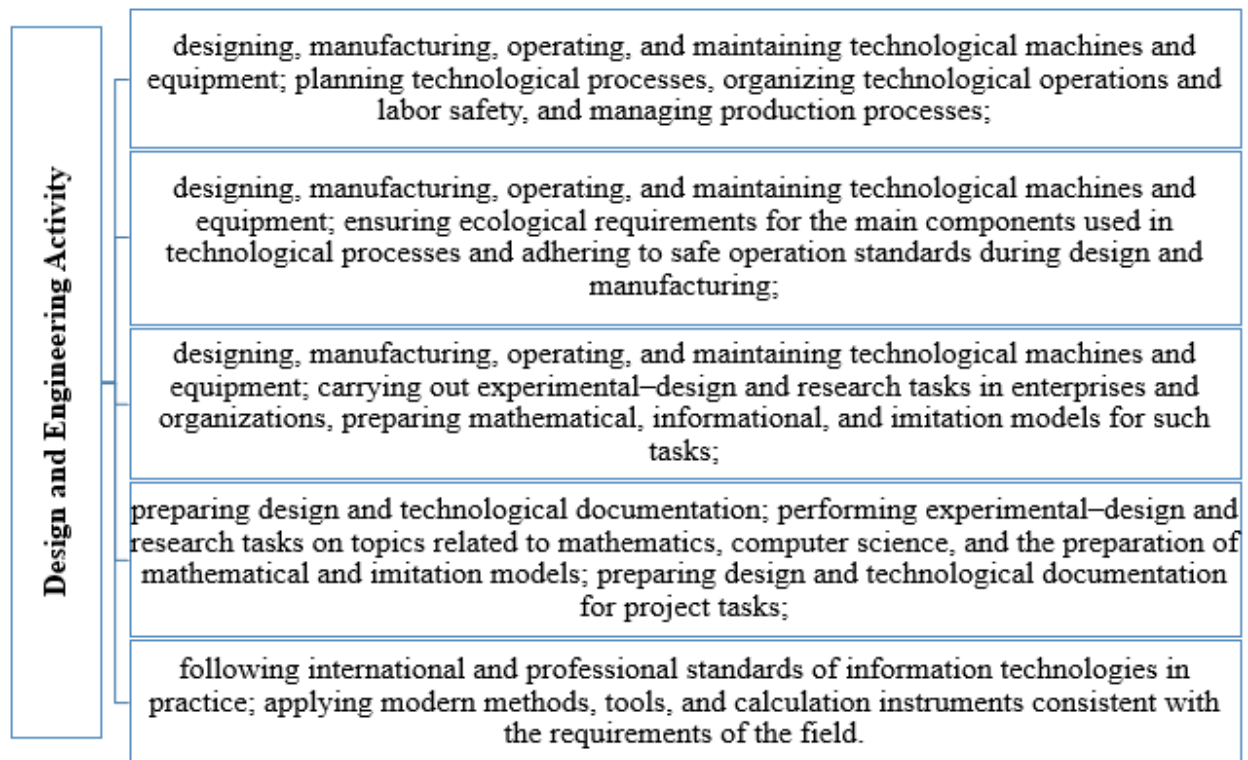 Design and Engineering Activity
designing, manufacturing, operating, and maintaining technological machines and
equipment; planning technological processes, organizing technological operations and
labor safety, and managing production processes;
designing, manufacturing, operating, and maintaining technological machines and
equipment; ensuring ecological requirements for the main components used in
technological processes and adhering to safe operation standards during design and
manufacturing;
designing, manufacturing, operating, and maintaining technological machines and
equipment; carrying out experimental–design and research tasks in enterprises and
organizations, preparing mathematical, informational, and imitation models for such
tasks;
preparing design and technological documentation; performing experimental–design and
research tasks on topics related to mathematics, computer science, and the preparation of
mathematical and imitation models; preparing design and technological documentation
for project tasks;
following international and professional standards of information technologies in
practice; applying modern methods, tools, and calculation instruments consistent with
the requirements of the field.